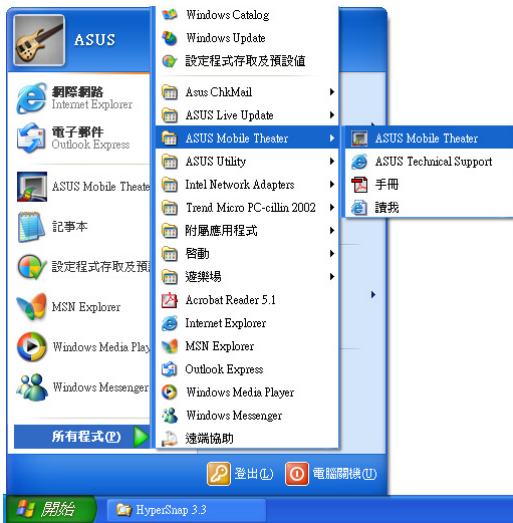 ASUS
網際網路
Internet Explorer
電子郵件
Outlook Express
ASUS Mobile Theate
記事本
設定程式存取及預
MSN Explorer
Windows Media Play
Windows Messenger
所有程式(P)
Windows Catalog
Windows Update
設定程式存取及預設值
Asus ChkMail
ASUS Live Update
ASUS Mobile Theater
ASUS Utility
Intel Network Adapters
Trend Micro PC-cillin 2002
附屬應用程式
啟動
遊樂場
Acrobat Reader 5.1
Internet Explorer
MSN Explorer
Outlook Express
Windows Media Player
Windows Messenger
遠端協助
ASUS Mobile Theater
ASUS Technical Support
手冊
讀我
登出(L)
電腦關機(U)
開始
HyperSnap 3.3